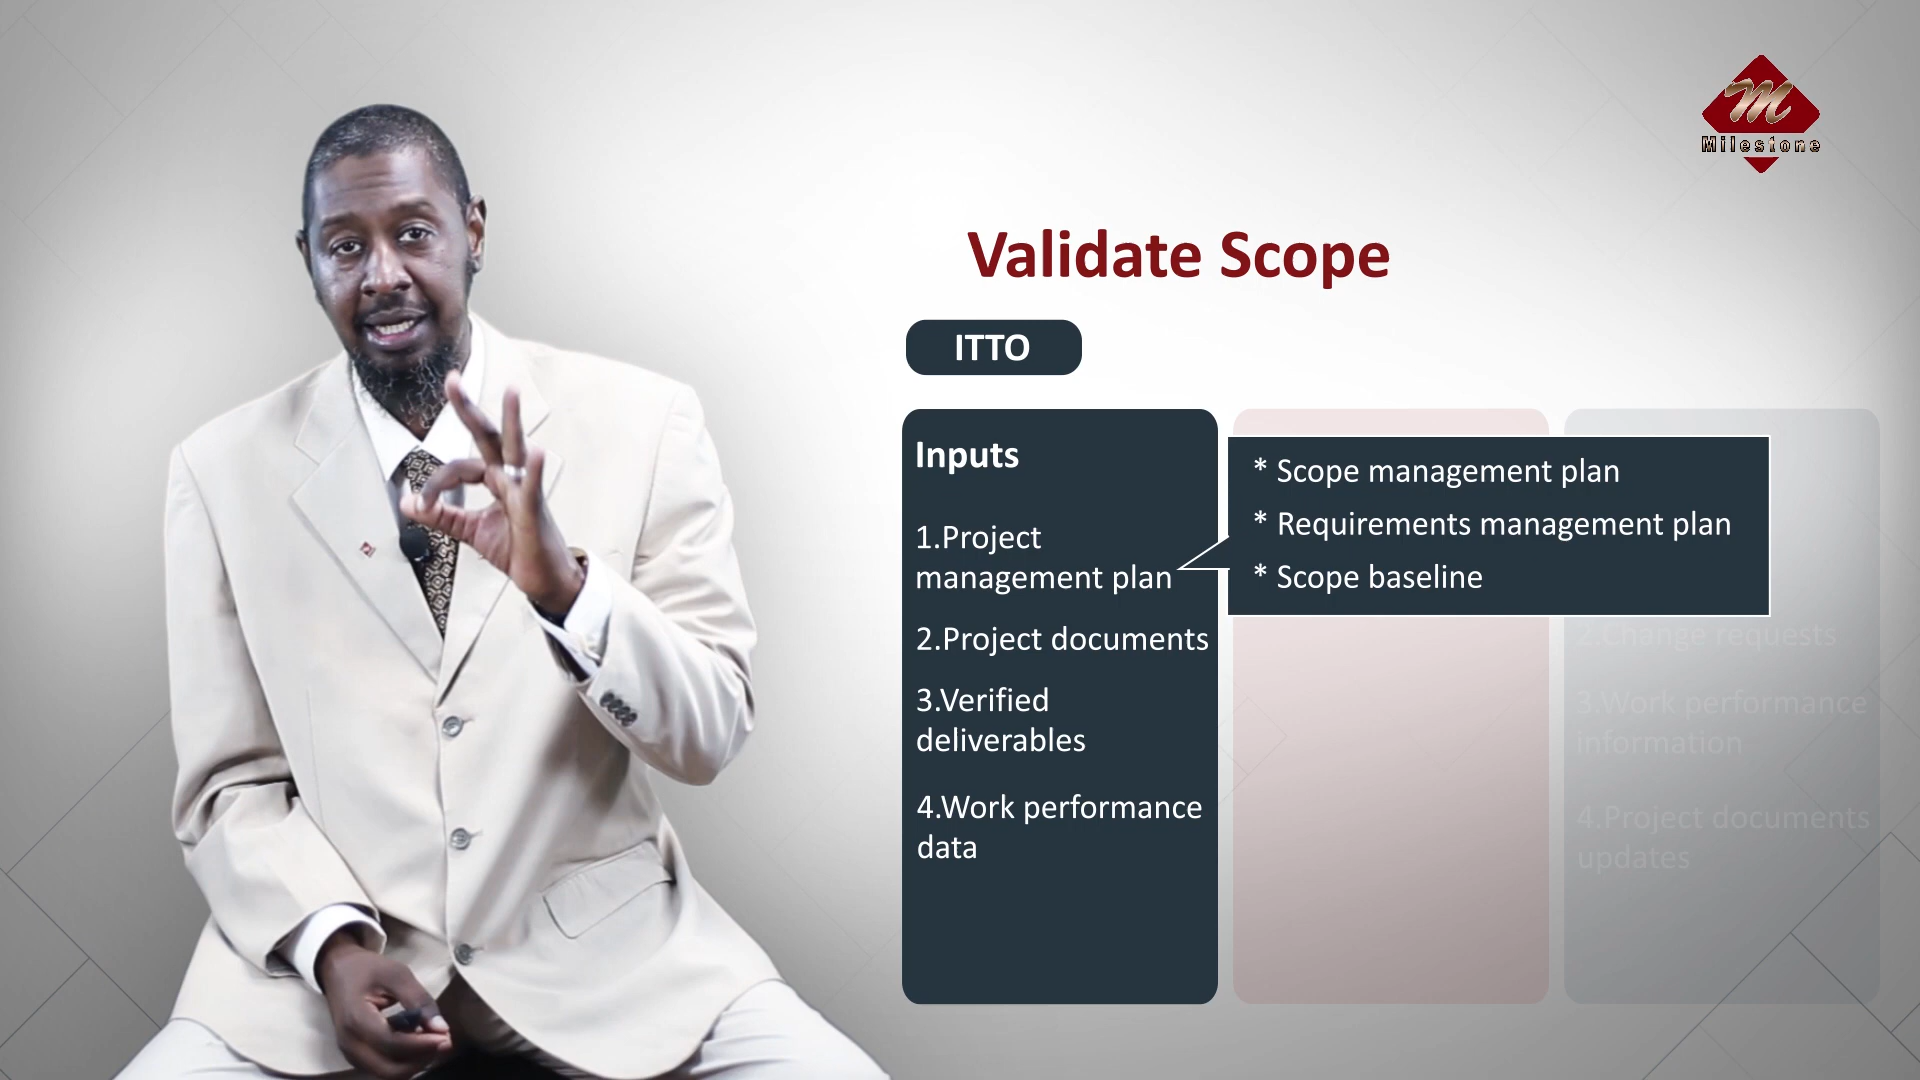 M
Milestone
Validate Scope
ITTO
Inputs
1.Project
management plan
2.Project documents
3.Verified
deliverables
4.Work performance
data
* Scope management plan
* Requirements management plan
* Scope baseline
2.Change requests
3.Work performance
information
4.Project documents
updates